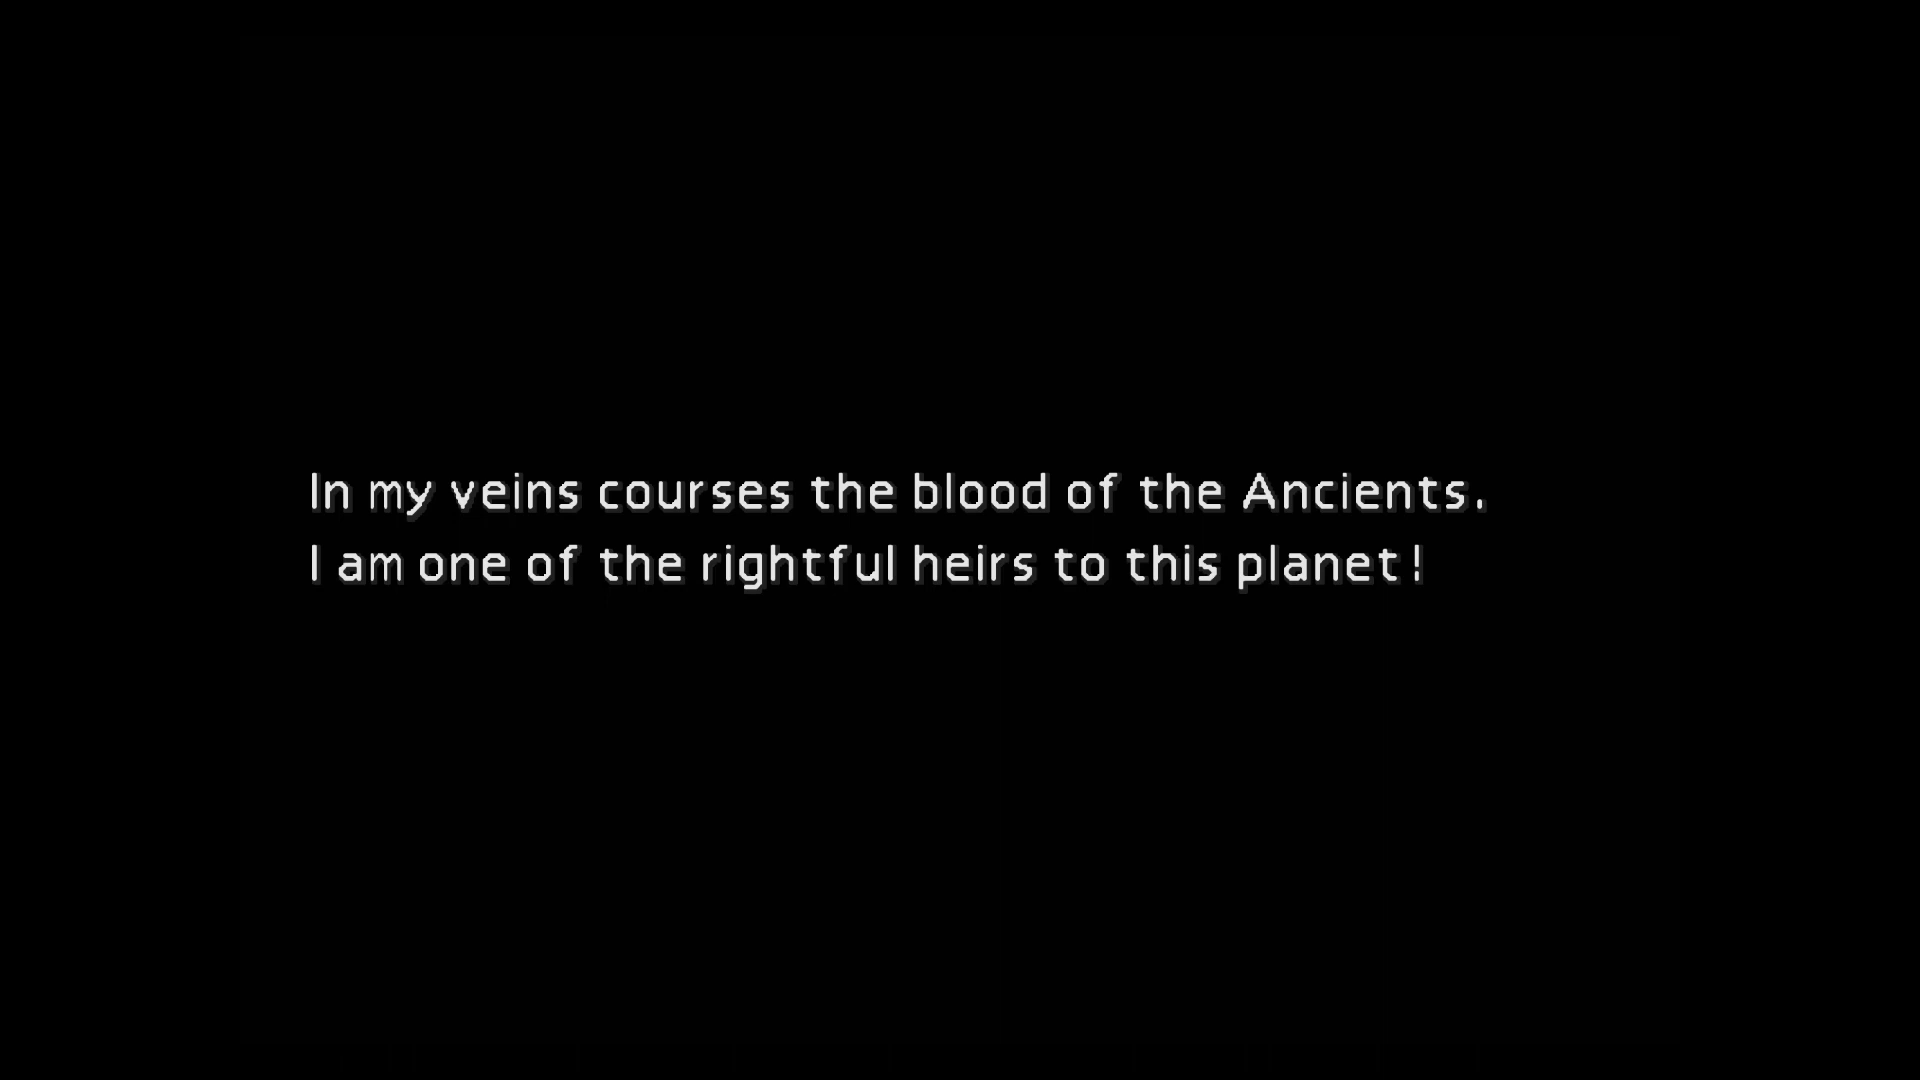 In my veins courses the blood of the Ancients.
I am one of the rightful heirs to this planet!